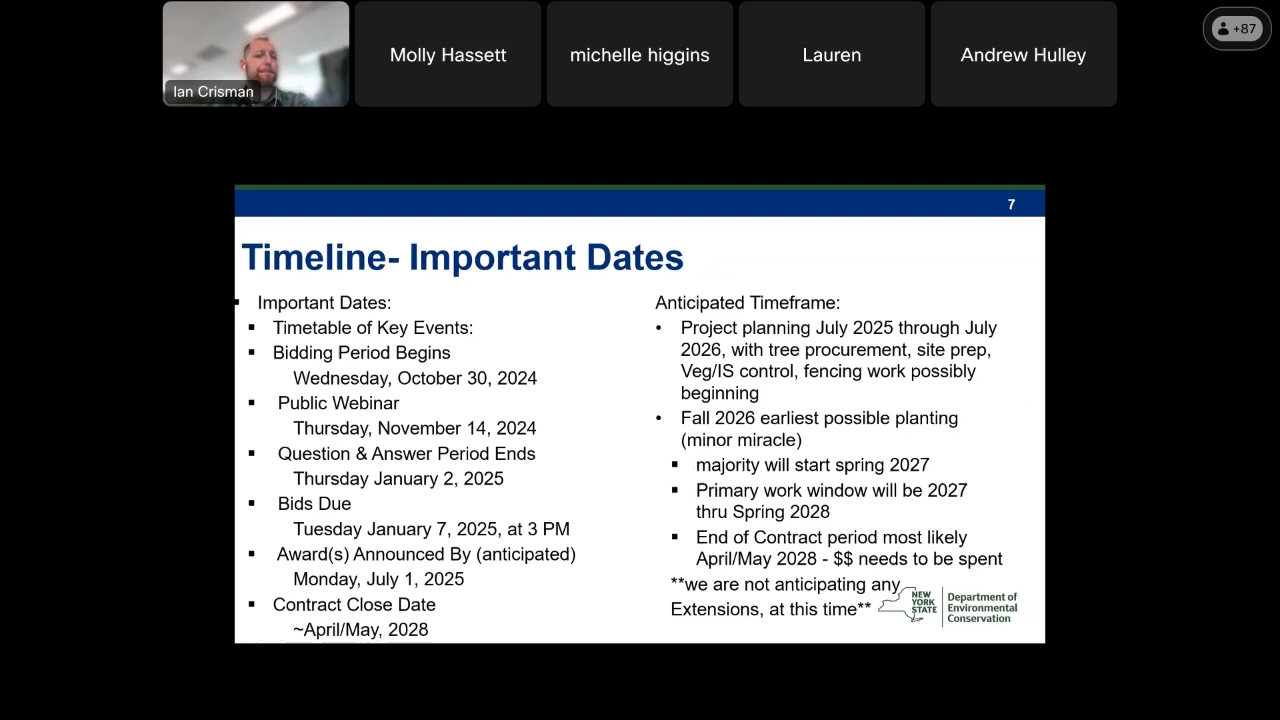 Ian Crisman
Molly Hassett
michelle higgins
Lauren
Andrew Hulley
+87
7
Timeline- Important Dates
▪ Important Dates:
▪ Timetable of Key Events:
▪ Bidding Period Begins
Wednesday, October 30, 2024
▪ Public Webinar
Thursday, November 14, 2024
▪ Question & Answer Period Ends
Thursday January 2, 2025
▪ Bids Due
Tuesday January 7, 2025, at 3 PM
▪ Award(s) Announced By (anticipated)
Monday, July 1, 2025
▪ Contract Close Date
~April/May, 2028
Anticipated Timeframe:
• Project planning July 2025 through July
2026, with tree procurement, site prep,
Veg/IS control, fencing work possibly
beginning
• Fall 2026 earliest possible planting
(minor miracle)
▪ majority will start spring 2027
▪ Primary work window will be 2027
thru Spring 2028
▪ End of Contract period most likely
April/May 2028 - $$ needs to be spent
**we are not anticipating any
Extensions, at this time**
NEW
YORK
STATE
Department of
Environmental
Conservation